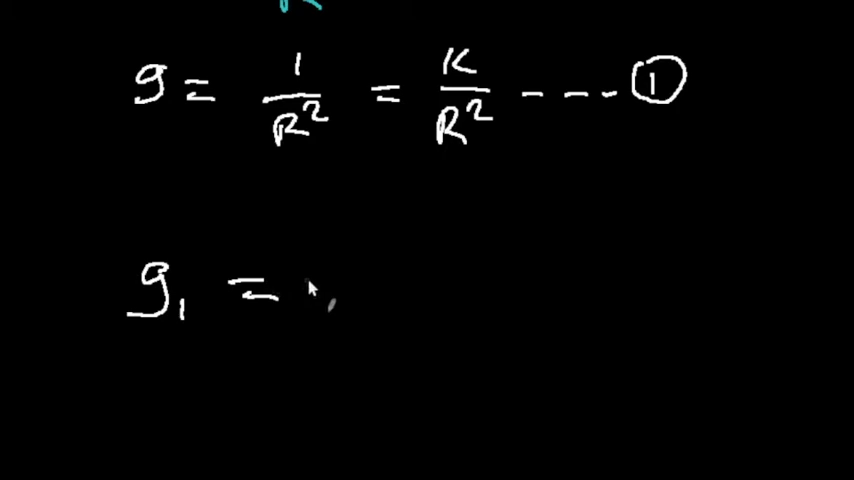 g = 1/R² = K/R² - - - - ①
g₁ =